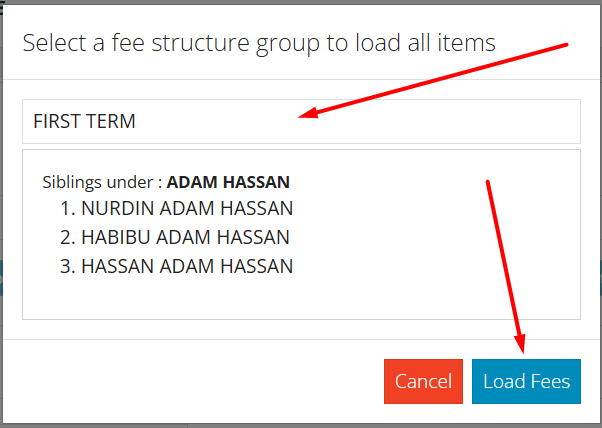 Select a fee structure group to load all items
FIRST TERM
Siblings under : ADAM HASSAN
1. NURDIN ADAM HASSAN
2. HABIBU ADAM HASSAN
3. HASSAN ADAM HASSAN
Cancel
Load Fees